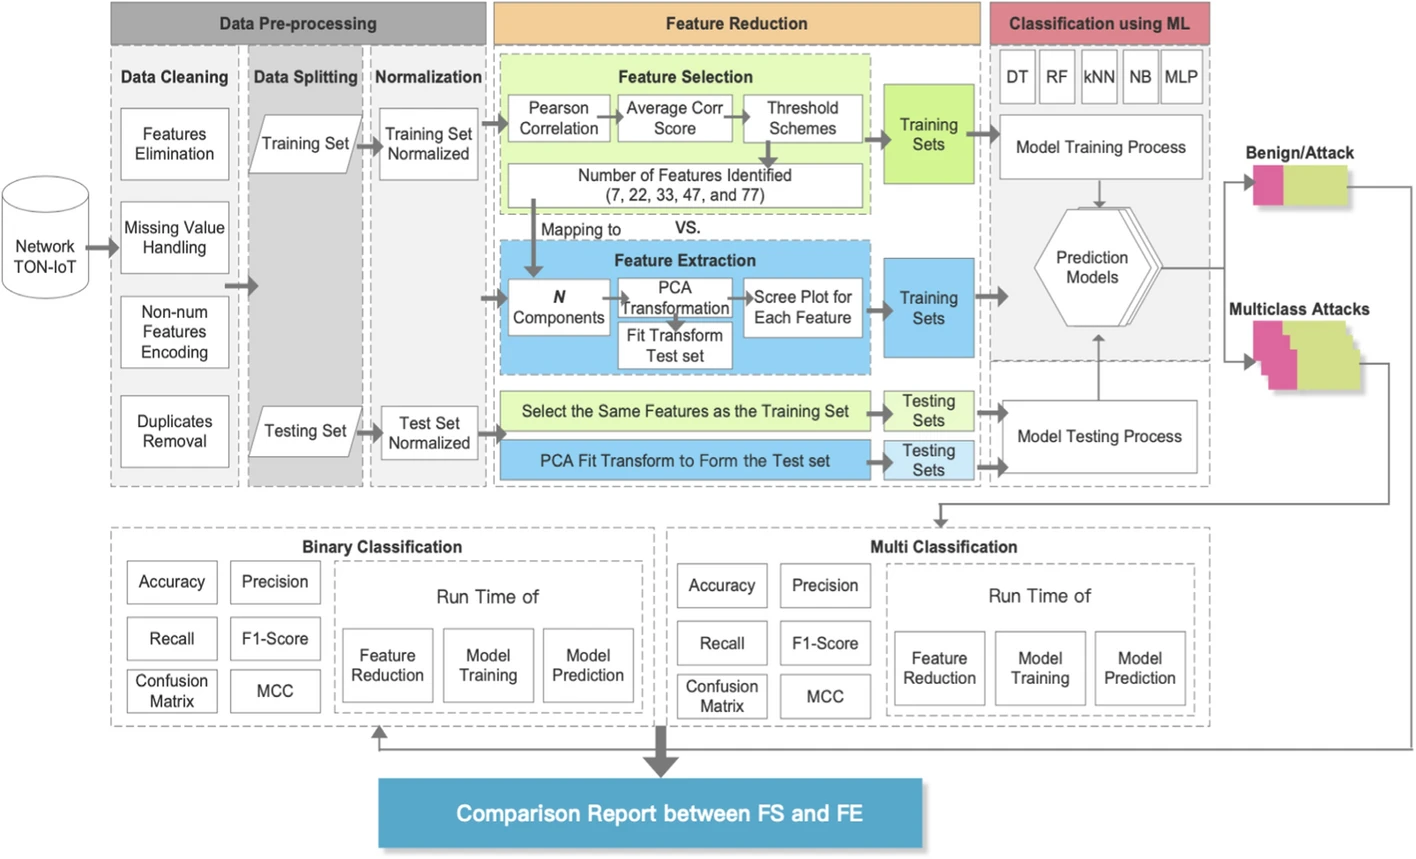 Data Pre-processing
Feature Reduction
Classification using ML
Data Cleaning
Data Splitting
Normalization
Network
TON-IoT
Features
Elimination
Missing Value
Handling
Non-num
Features
Encoding
Duplicates
Removal
Training Set
Testing Set
Training Set
Normalized
Test Set
Normalized
Feature Selection
Pearson
Correlation
Average Corr
Score
Threshold
Schemes
Number of Features Identified
(7, 22, 33, 47, and 77)
Training
Sets
Mapping to
VS.
Feature Extraction
N
Components
PCA
Transformation
Fit Transform
Test set
Scree Plot for
Each Feature
Training
Sets
Select the Same Features as the Training Set
Testing
Sets
PCA Fit Transform to Form the Test set
Testing
Sets
DT
RF
kNN
NB
MLP
Model Training Process
Prediction
Models
Model Testing Process
Benign/Attack
Multiclass Attacks
Binary Classification
Accuracy
Precision
Recall
F1-Score
Confusion
Matrix
MCC
Run Time of
Feature
Reduction
Model
Training
Model
Prediction
Multi Classification
Accuracy
Precision
Recall
F1-Score
Confusion
Matrix
MCC
Run Time of
Feature
Reduction
Model
Training
Model
Prediction
Comparison Report between FS and FE